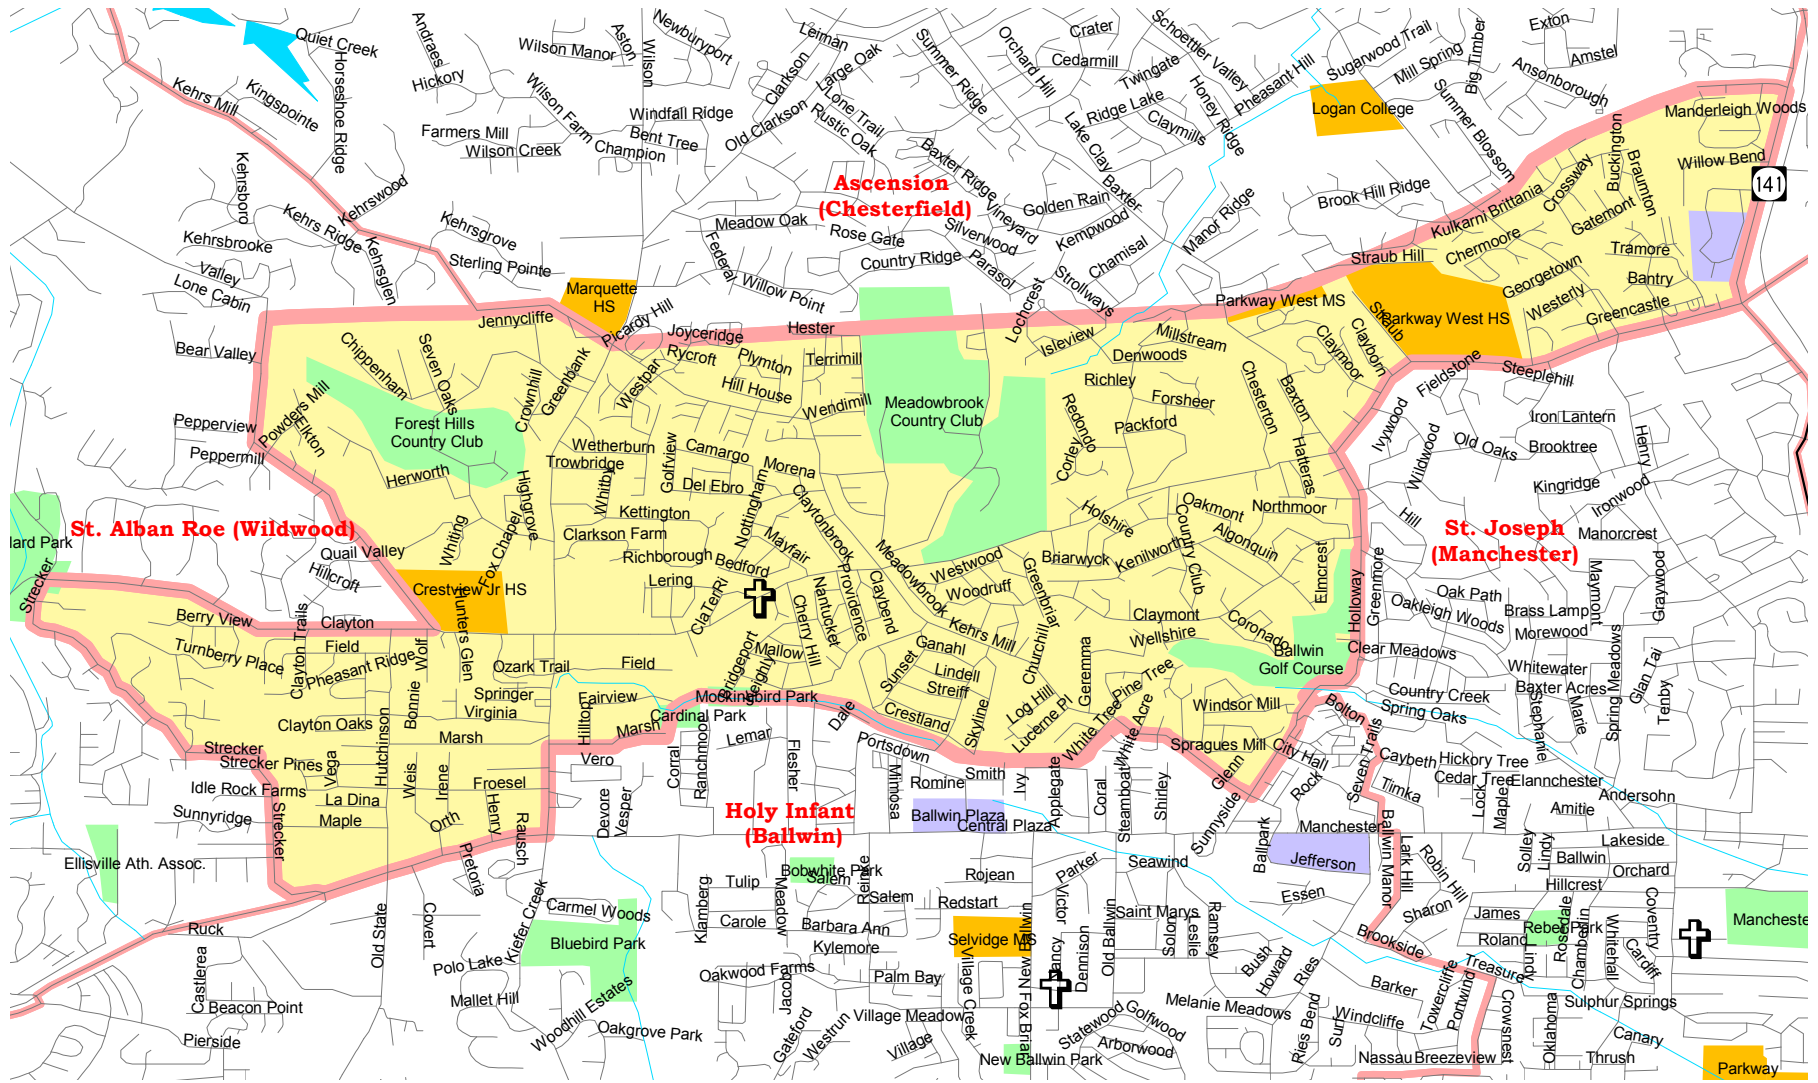 Quiet Creek
Andraes
Hickory
Wilson Manor
Aston
Wilson
Newburyport
Leiman
Large Oak
Clarkson
Summer Ridge
Orchard Hill
Crater
Cedarmill
Twingate
Schoettler Valley
Honey Ridge
Pheasant Hill
Sugarwood Trail
Mill Spring
Big Timber
Exton
Amstel
Ansonborough
Kehrs Mill
Kingspointe
Horseshoe Ridge
Wilson Farm
Farmers Mill
Wilson Creek
Champion
Windfall Ridge
Bent Tree
Old Clarkson
Lone Trail
Rustic Oak
Baxter Ridge
Ridge Lake
Claymills
Lake Clay
Baxter
Logan College
Summer Blossom
Manderleigh Woods
Willow Bend
141
Buckington
Braunton
Crossway
Gatemont
Kehrsboro
Kehrswood
Kehrs Ridge
Kehrsbrooke
Kehrsglen
Kehrsgrove
Sterling Pointe
Valley
Lone Cabin
Ascension
(Chesterfield)
Meadow Oak
Rose Gate
Country Ridge
Federal
Willow Point
Vineyard
Silverwood
Parasol
Golden Rain
Kempwood
Chamisal
Strollways
Lochcrest
Manor Ridge
Brook Hill Ridge
Kulkarni
Brittania
Straub Hill
Chermoore
Georgetown
Westerly
Tramore
Bantry
Greencastle
Marquette
HS
Jennycliffe
Picardy Hill
Joyceridge
Hester
Parkway West MS
Parkway West HS
Straub
Bear Valley
Chippenham
Seven Oaks
Crownhill
Greenbank
Westpar
Rycroft
Plymton
Hill House
Terrimill
Wendimill
Isleview
Millstream
Denwoods
Richley
Forsheer
Packford
Redondo
Corley
Chesterton
Baxton
Hatteras
Claymoor
Clayborn
Fieldstone
Steeplehill
Pepperview
Peppermill
Powders Mill
Elkton
Forest Hills
Country Club
Herworth
Highgrove
Meadowbrook
Country Club
Ivywood
Wildwood
Old Oaks
Iron Lantern
Brooktree
Henry
Kingridge
Ironwood
Hill
Wetherburn
Trowbridge
Whitby
Golfview
Camargo
Morena
Del Ebro
Nottingham
Kettington
Clarkson Farm
Richborough
Bedford
Lering
Mayfair
Claytonbrook
Holshire
Oakmont
Northmoor
Algonquin
Country Club
Briarwyck
Kenilworth
Elmcrest
St. Alban Roe (Wildwood)
lard Park
Strecker
Whiting
Fox Chapel
Quail Valley
Hillcroft
Crestview Jr HS
Hunters Glen
St. Joseph
(Manchester)
Manorcrest
Maymont
Graywood
Oak Path
Oakleigh Woods
Brass Lamp
Morewood
Greenmore
Holloway
Clear Meadows
Whitewater
Baxter Acres
Spring Meadows
Glan Tai
Tenby
Marie
Stephanie
Country Creek
Spring Oaks
Berry View
Clayton
Turnberry Place
Clayton Trails
Field
Pheasant Ridge
Wolf
Ozark Trail
Field
ClaTerRi
Bridgeport
Keighly
Mallow
Cherry Hill
Nantucket
Providence
Claybend
Meadowbrook
Westwood
Woodruff
Kehrs Mill
Ganahl
Sunset
Lindell
Streiff
Crestland
Skyline
Greenbriar
Churchill
Log Hill
Lucerne Pl
Geremma
Claymont
Wellshire
Pine Tree
White Tree
White Acre
Coronado
Ballwin
Golf Course
Windsor Mill
Spragues Mill
Glenn
City Hall
Bolton
Springer
Virginia
Fairview
Hilltop
Marsh
Cardinal Park
Mockingbird Park
Dale
Clayton Oaks
Hutchinson
Bonnie
Marsh
Strecker
Strecker Pines
Vega
Idle Rock Farms
La Dina
Maple
Sunnyridge
Strecker
Weis
Irene
Froesel
Henry
Orth
Rausch
Pretoria
Vero
Devore
Vesper
Corral
Ranchmoor
Lemar
Flesher
Portsdown
Mimosa
Romine
Smith
Ivy
Applegate
Coral
Steamboat
Shirley
Sunnyside
Rock
Seven Trails
Caybeth
Hickory Tree
Cedar Tree
Elannchester
Timka
Lock
Maple
Andersohn
Amitie
Holy Infant
(Ballwin)
Ballwin Plaza
Central Plaza
Ballpark
Manchester
Jefferson
Ballwin Manor
Lark Hill
Robin Hill
Solley
Lindy
Lakeside
Ballwin
Orchard
Hillcrest
Ellisville Ath. Assoc.
Ruck
Old State
Covert
Kiefer Creek
Carmel Woods
Bluebird Park
Polo Lake
Mallet Hill
Woodhill Estates
Oakgrove Park
Castlerea
Beacon Point
Pierside
Klamberg
Tulip
Carole
Meadow
Bobwhite Park
Salem
Reinke
Salem
Barbara Ann
Kylemore
Oakwood Farms
Jacobi
Gateford
Westrun
Palm Bay
Village Meadow
Village
Village Creek
Rojean
Redstart
Selvidge MS
New Ballwin
Fox Briar
New Ballwin Park
Parker
Victor
Nancy
Dennison
Old Ballwin
Seawind
Saint Marys
Solon
Leslie
Ramsey
Essen
Bush
Howard
Ries
Melanie Meadows
Statewood
Golfwood
Arborwood
Ries Bend
Surf
Windcliffe
Barker
Nassau
Breezeview
Towercliffe
Portwind
Brookside
Treasure
Crowsnest
Sharon
James
Roland
Rebel Park
Lindy
Rosedale
Chamberlin
Whitehall
Cardiff
Coventry
Mancheste
Sulphur Springs
Oklahoma
Canary
Thrush
Parkway